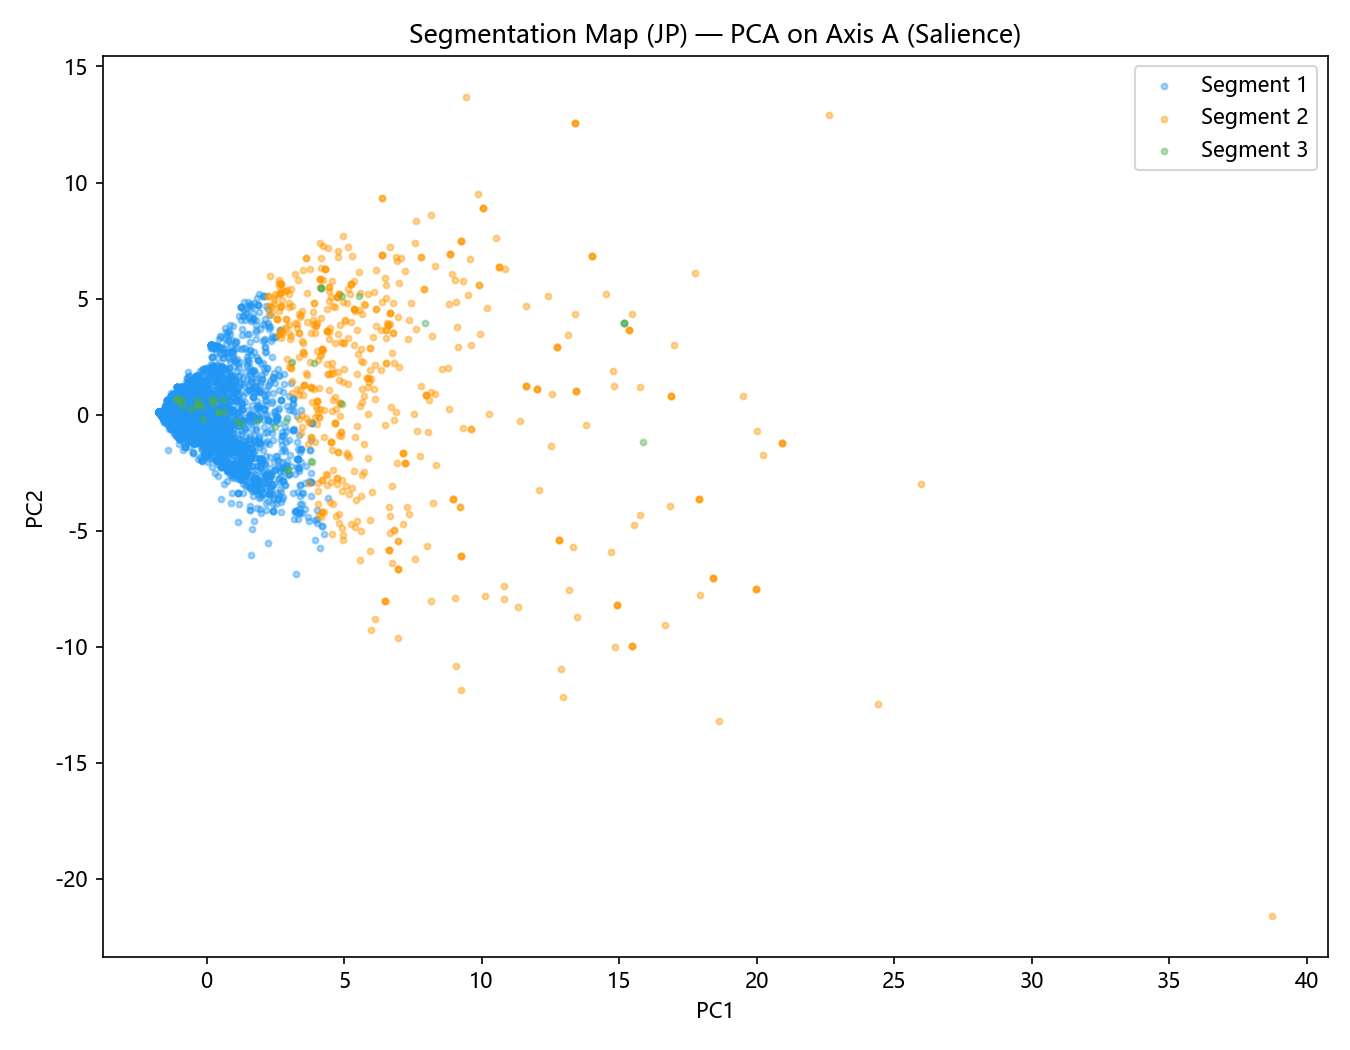 Segmentation Map (JP) — PCA on Axis A (Salience)
Segment 1
Segment 2
Segment 3
15
10
5
0
-5
-10
-15
-20
PC2
0 5 10 15 20 25 30 35 40
PC1